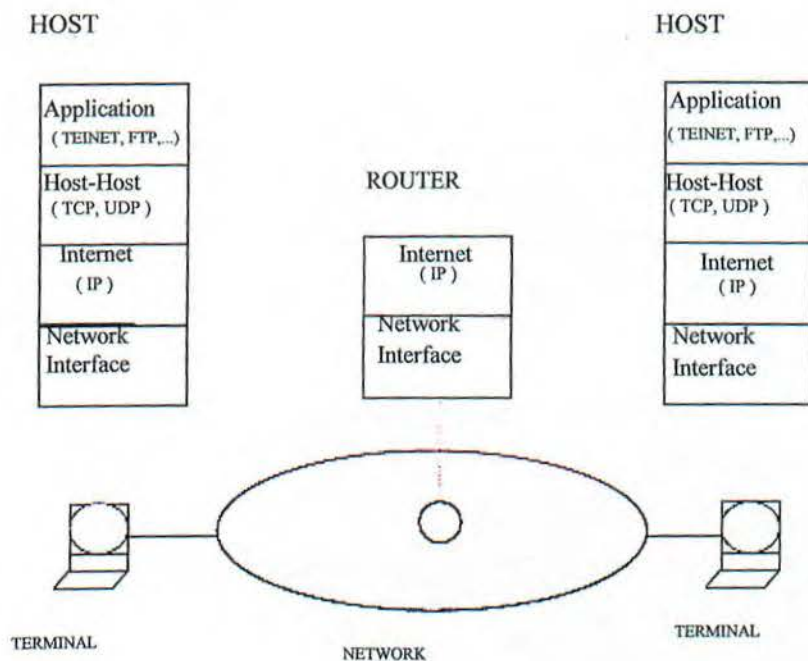 HOST
Application
( TEINET, FTP,...)
Host-Host
( TCP, UDP )
Internet
( IP )
Network
Interface
ROUTER
Internet
( IP )
Network
Interface
HOST
Application
( TEINET, FTP,...)
Host-Host
( TCP, UDP )
Internet
( IP )
Network
Interface
TERMINAL
NETWORK
TERMINAL